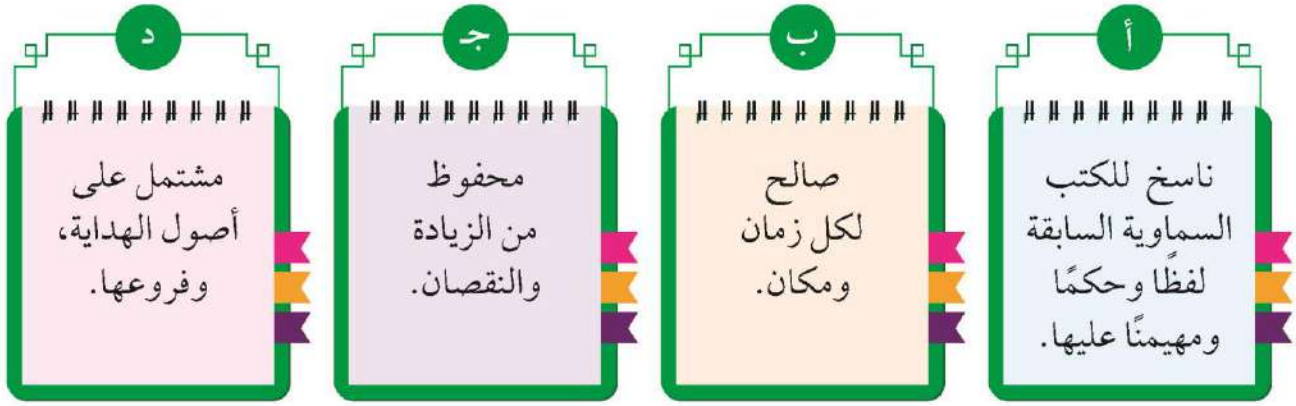 أ
ناسخ للكتب
السماوية السابقة
لفظًا وحكمًا
ومهيمنًا عليها.
ب
صالح
لكل زمان
ومكان.
جـ
محفوظ
من الزيادة
والنقصان.
د
مشتمل على
أصول الهداية،
وفروعها.